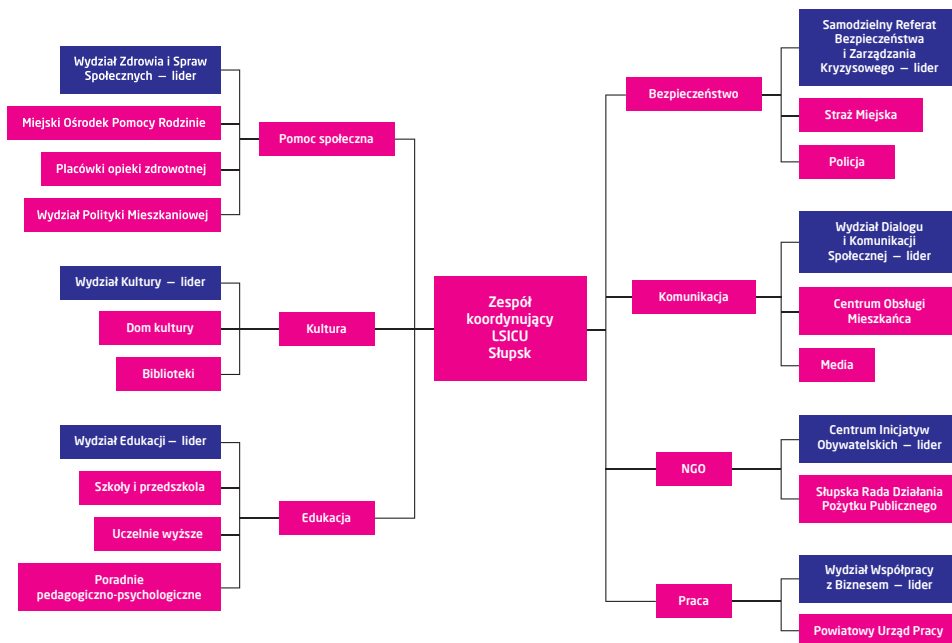 Wydział Zdrowia i Spraw
Społecznych — lider
Miejski Ośrodek Pomocy Rodzinie
Placówki opieki zdrowotnej
Wydział Polityki Mieszkaniowej
Pomoc społeczna
Wydział Kultury — lider
Dom kultury
Biblioteki
Kultura
Wydział Edukacji — lider
Szkoły i przedszkola
Uczelnie wyższe
Poradnie
pedagogiczno-psychologiczne
Edukacja
Zespół
koordynujący
LSICU
Słupsk
Bezpieczeństwo
Samodzielny Referat
Bezpieczeństwa
i Zarządzania
Kryzysowego — lider
Straż Miejska
Policja
Komunikacja
Wydział Dialogu
i Komunikacji
Społecznej — lider
Centrum Obsługi
Mieszkańca
Media
NGO
Centrum Inicjatyw
Obywatelskich — lider
Słupska Rada Działania
Pożytku Publicznego
Praca
Wydział Współpracy
z Biznesem — lider
Powiatowy Urząd Pracy